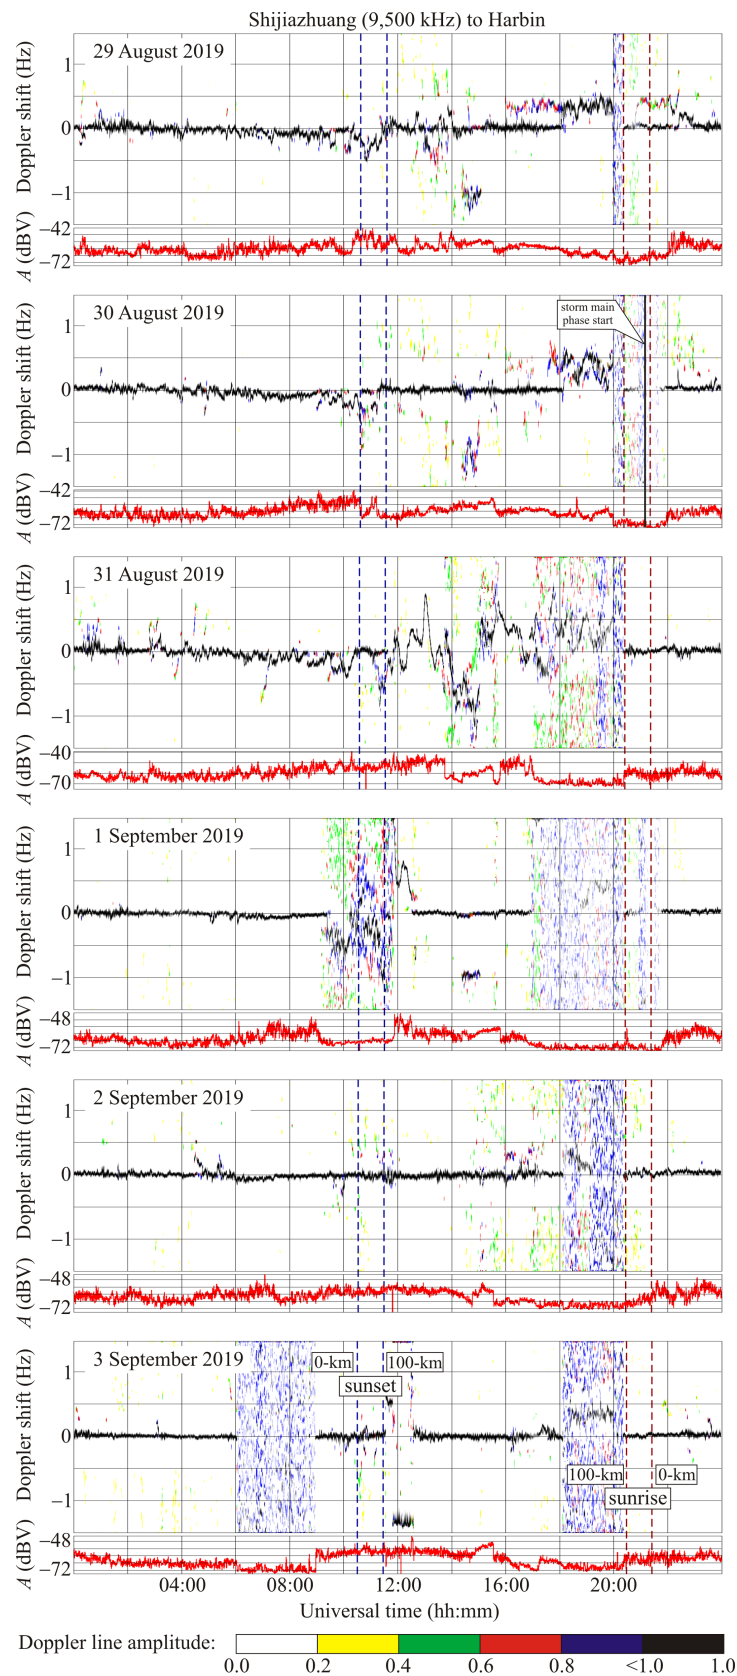 Shijiazhuang (9,500 kHz) to Harbin
29 August 2019
Doppler shift (Hz)
1
0
−1
A (dBV)
−42
−72
30 August 2019
storm main
phase start
Doppler shift (Hz)
1
0
−1
A (dBV)
−42
−72
31 August 2019
Doppler shift (Hz)
1
0
−1
A (dBV)
−40
−70
1 September 2019
Doppler shift (Hz)
1
0
−1
A (dBV)
−48
−72
2 September 2019
Doppler shift (Hz)
1
0
−1
A (dBV)
−48
−72
3 September 2019
0-km
100-km
sunset
Doppler shift (Hz)
1
0
−1
100-km
0-km
sunrise
A (dBV)
−48
−72
04:00 08:00 12:00 16:00 20:00
Universal time (hh:mm)
Doppler line amplitude:
0.0 0.2 0.4 0.6 0.8 <1.0 1.0